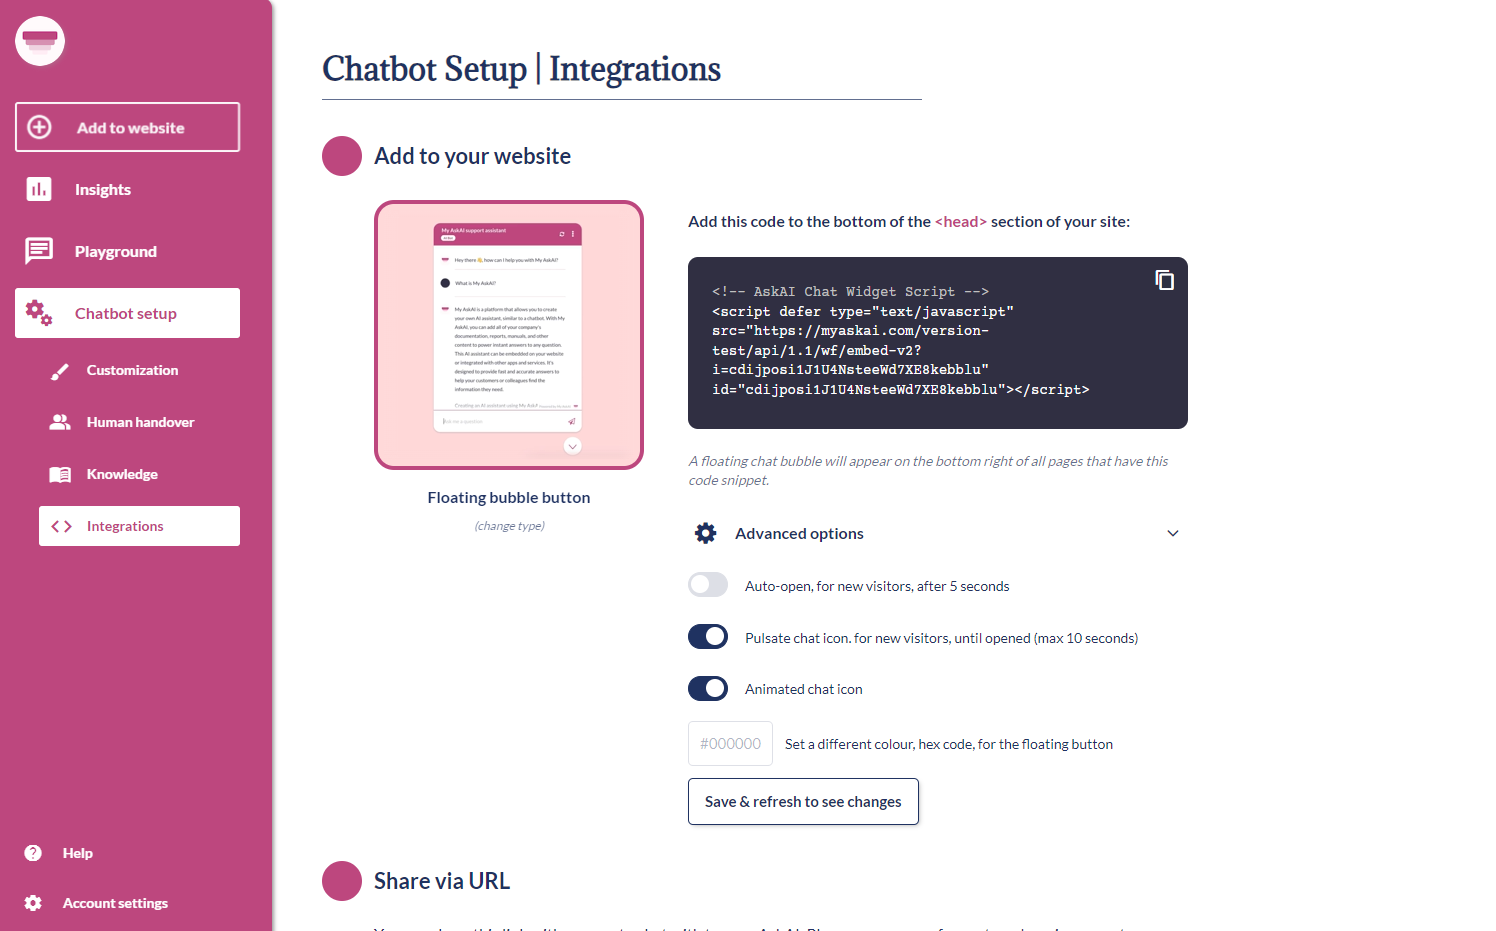 Chatbot Setup | Integrations
Add to website
Insights
Playground
Chatbot setup
Customization
Human handover
Knowledge
Integrations
Help
Account settings
Add to your website
My AskAI support assistant
Hey there 👋, how can I help you with My AskAI?
What is My AskAI?
My AskAI is a platform that allows you to create
your own AI assistant, similar to a chatbot. With My
AskAI, you can add all of your company's
documentation, reports, manuals, and other
content to power instant answers to any question.
This AI assistant can be embedded on your website
or integrated with other apps and services. It's
designed to provide fast and accurate answers to
help your customers or colleagues find the
information they need.
Creating an AI assistant using My AskA
Ask me a question
Floating bubble button
(change type)
Add this code to the bottom of the <head> section of your site:
<!-- AskAI Chat Widget Script -->
<script defer type="text/javascript"
src="https://myaskai.com/version-
test/api/1.1/wf/embed-v2?
i=cdijposi1J1U4NsteeWd7XE8kebblu"
id="cdijposi1J1U4NsteeWd7XE8kebblu"></script>
A floating chat bubble will appear on the bottom right of all pages that have this
code snippet.
Advanced options
Auto-open, for new visitors, after 5 seconds
Pulsate chat icon. for new visitors, until opened (max 10 seconds)
Animated chat icon
#000000 Set a different colour, hex code, for the floating button
Save & refresh to see changes
Share via URL